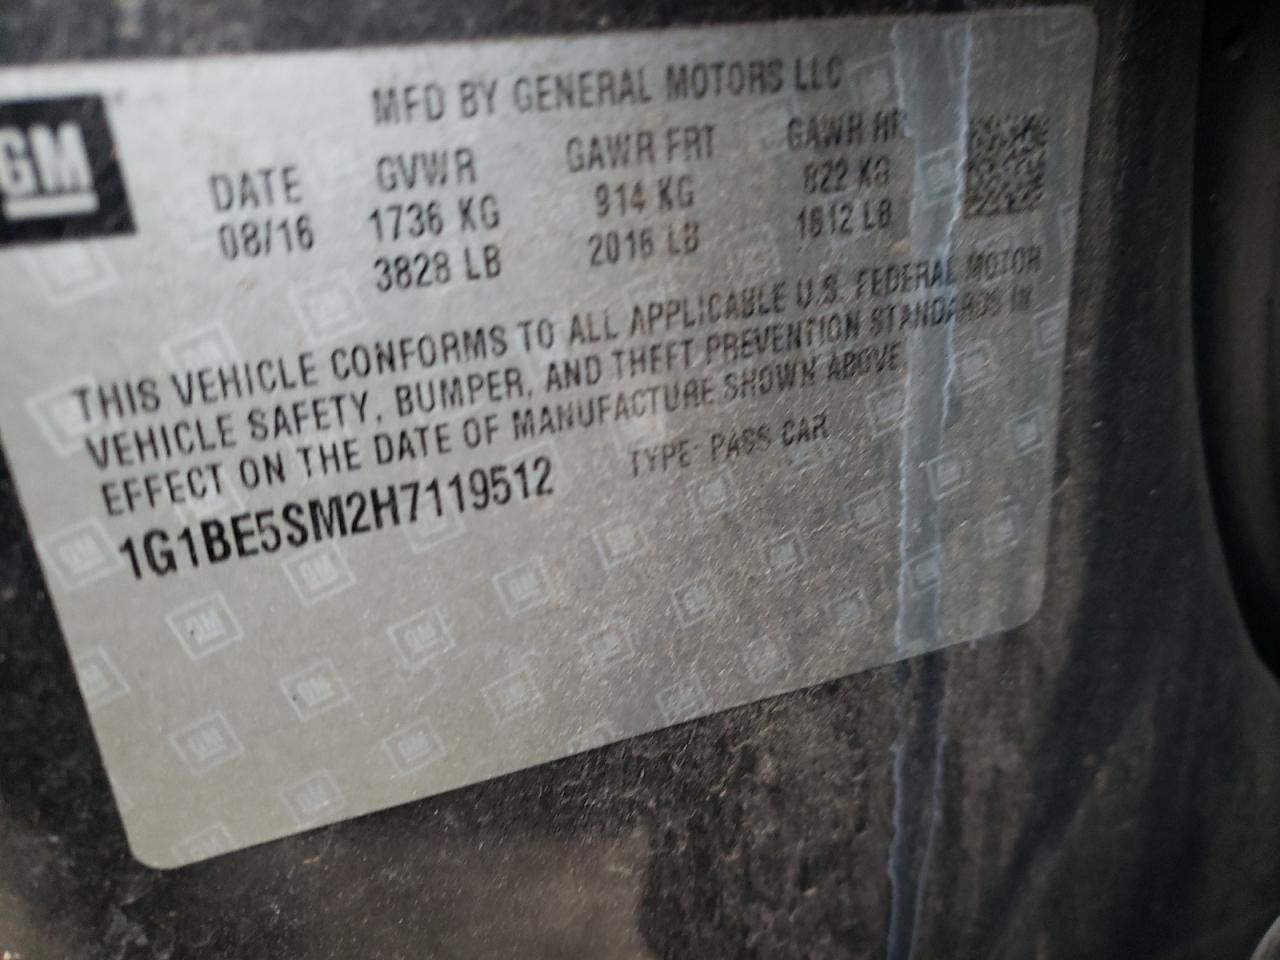 GM
MFD BY GENERAL MOTORS LLC
DATE GVWR GAWR FRT GAWR RR
08/16 1736 KG 914 KG 822 KG
3828 LB 2016 LB 1812 LB
THIS VEHICLE CONFORMS TO ALL APPLICABLE U.S. FEDERAL MOTOR
VEHICLE SAFETY, BUMPER, AND THEFT PREVENTION STANDARDS IN
EFFECT ON THE DATE OF MANUFACTURE SHOWN ABOVE
1G1BE5SM2H7119512 TYPE: PASS CAR